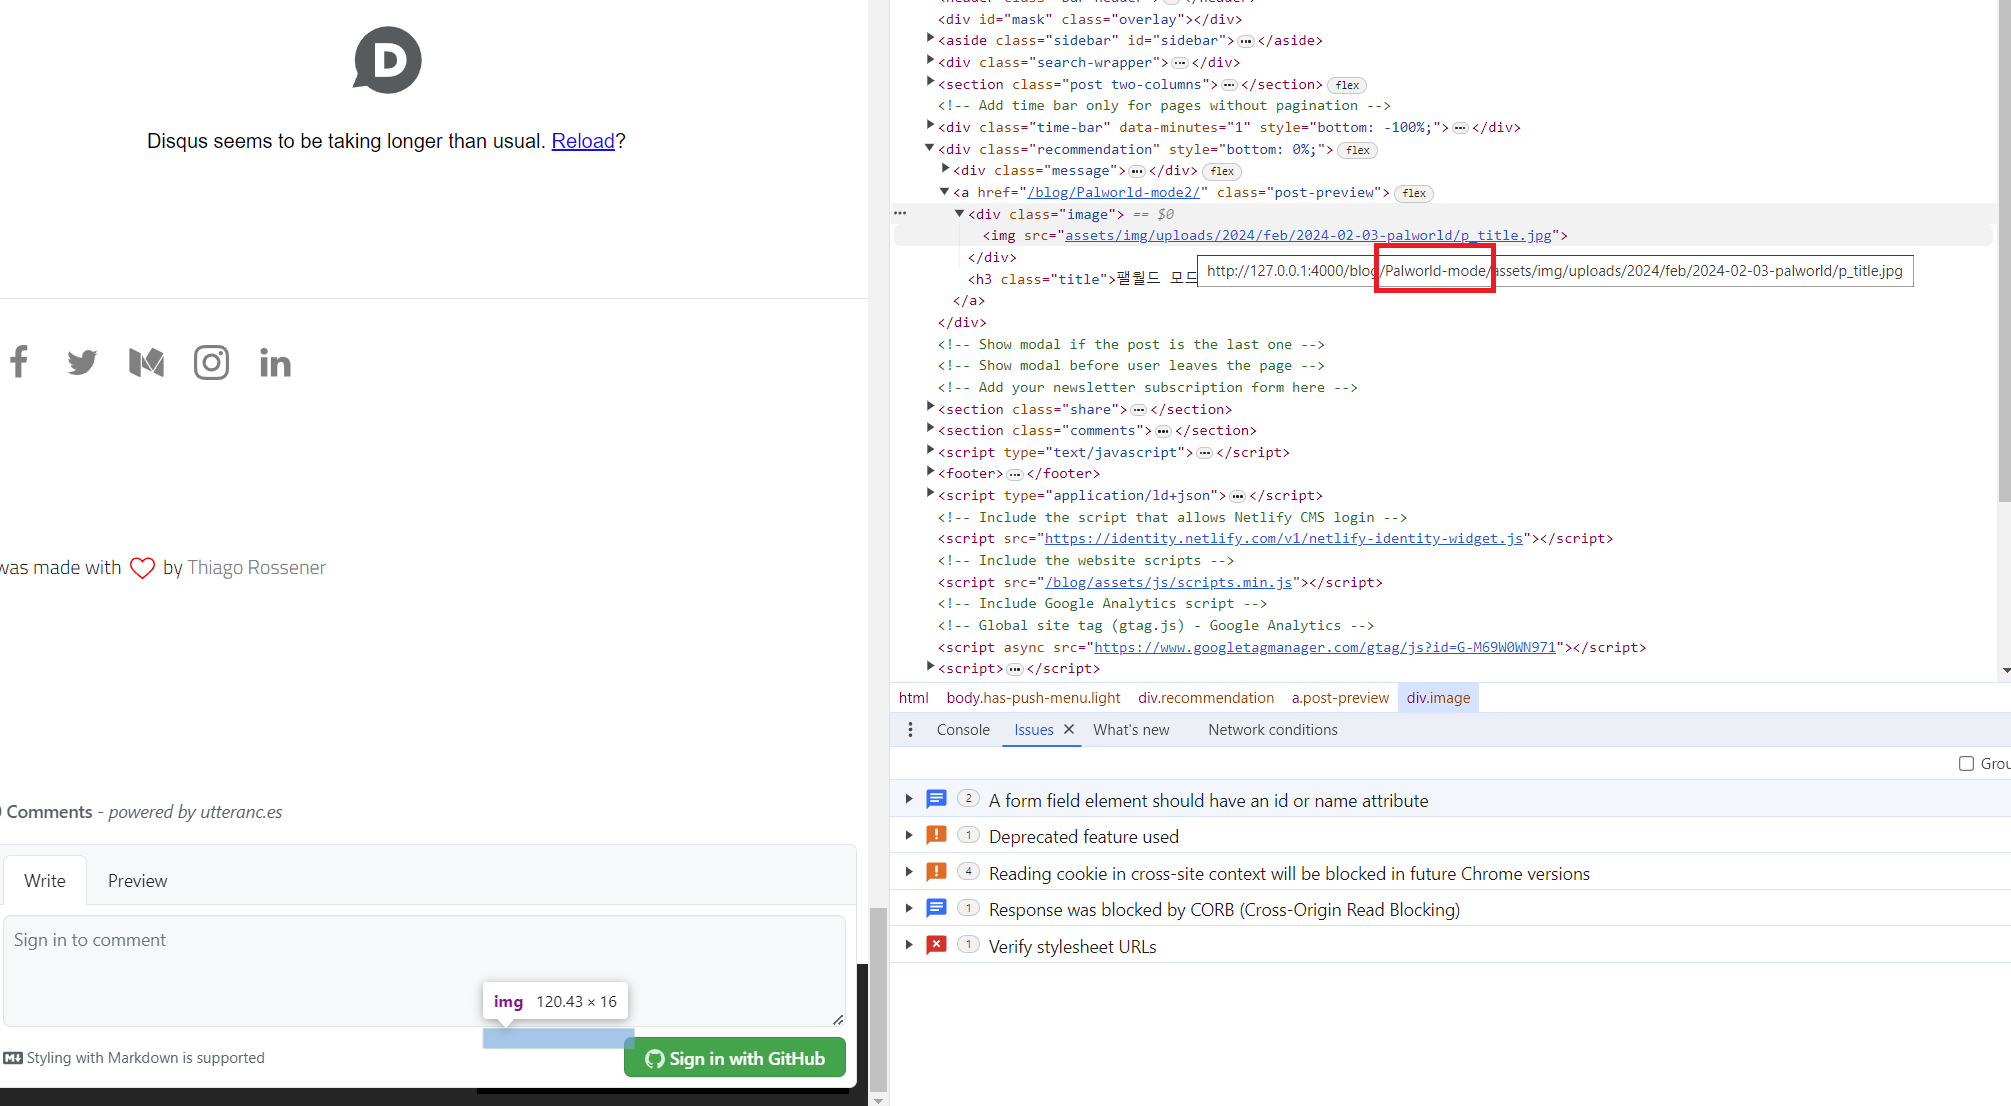 Disqus seems to be taking longer than usual. Reload?
was made with by Thiago Rossener
Comments - powered by utteranc.es
Write Preview
Sign in to comment
img 120.43 × 16
Styling with Markdown is supported
Sign in with GitHub
<div id="mask" class="overlay"></div>
<aside class="sidebar" id="sidebar">…</aside>
<div class="search-wrapper">…</div>
<section class="post two-columns">…</section> flex
<!-- Add time bar only for pages without pagination -->
<div class="time-bar" data-minutes="1" style="bottom: -100%;">…</div>
<div class="recommendation" style="bottom: 0%;"> flex
<div class="message">…</div> flex
<a href="/blog/Palworld-mode2/" class="post-preview"> flex
<div class="image"> == $0
<img src="assets/img/uploads/2024/feb/2024-02-03-palworld/p_title.jpg">
</div>
http://127.0.0.1:4000/blog/Palworld-mode/assets/img/uploads/2024/feb/2024-02-03-palworld/p_title.jpg
<h3 class="title">팰월드 모드
</a>
</div>
<!-- Show modal if the post is the last one -->
<!-- Show modal before user leaves the page -->
<!-- Add your newsletter subscription form here -->
<section class="share">…</section>
<section class="comments">…</section>
<script type="text/javascript">…</script>
<footer>…</footer>
<script type="application/ld+json">…</script>
<!-- Include the script that allows Netlify CMS login -->
<script src="https://identity.netlify.com/v1/netlify-identity-widget.js"></script>
<!-- Include the website scripts -->
<script src="/blog/assets/js/scripts.min.js"></script>
<!-- Include Google Analytics script -->
<!-- Global site tag (gtag.js) - Google Analytics -->
<script async src="https://www.googletagmanager.com/gtag/js?id=G-M69W0WN971"></script>
<script>…</script>
html body.has-push-menu.light div.recommendation a.post-preview div.image
Console Issues What's new Network conditions
Grou
2 A form field element should have an id or name attribute
1 Deprecated feature used
4 Reading cookie in cross-site context will be blocked in future Chrome versions
1 Response was blocked by CORB (Cross-Origin Read Blocking)
1 Verify stylesheet URLs